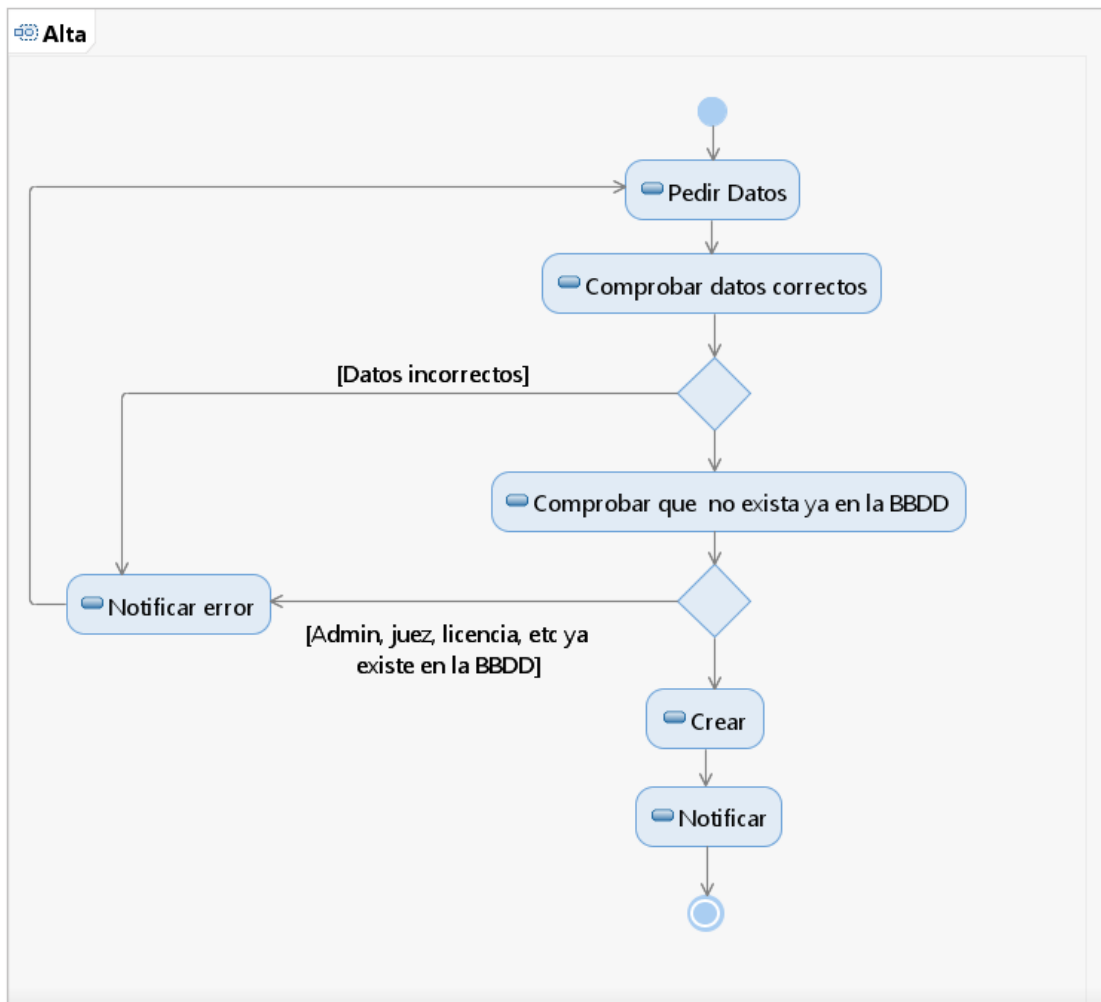 Alta
Pedir Datos
Comprobar datos correctos
[Datos incorrectos]
Comprobar que  no exista ya en la BBDD
Notificar error
[Admin, juez, licencia, etc ya
existe en la BBDD]
Crear
Notificar